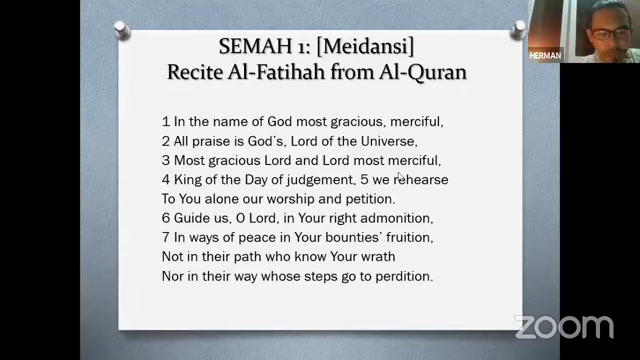 SEMAH 1: [Meidansi]
Recite Al-Fatihah from Al-Quran
1 In the name of God most gracious, merciful,
2 All praise is God's, Lord of the Universe,
3 Most gracious Lord and Lord most merciful,
4 King of the Day of judgement, 5 we rehearse
To You alone our worship and petition.
6 Guide us, O Lord, in Your right admonition,
7 In ways of peace in Your bounties' fruition,
Not in their path who know Your wrath
Nor in their way whose steps go to perdition.
HERMAN
zoom